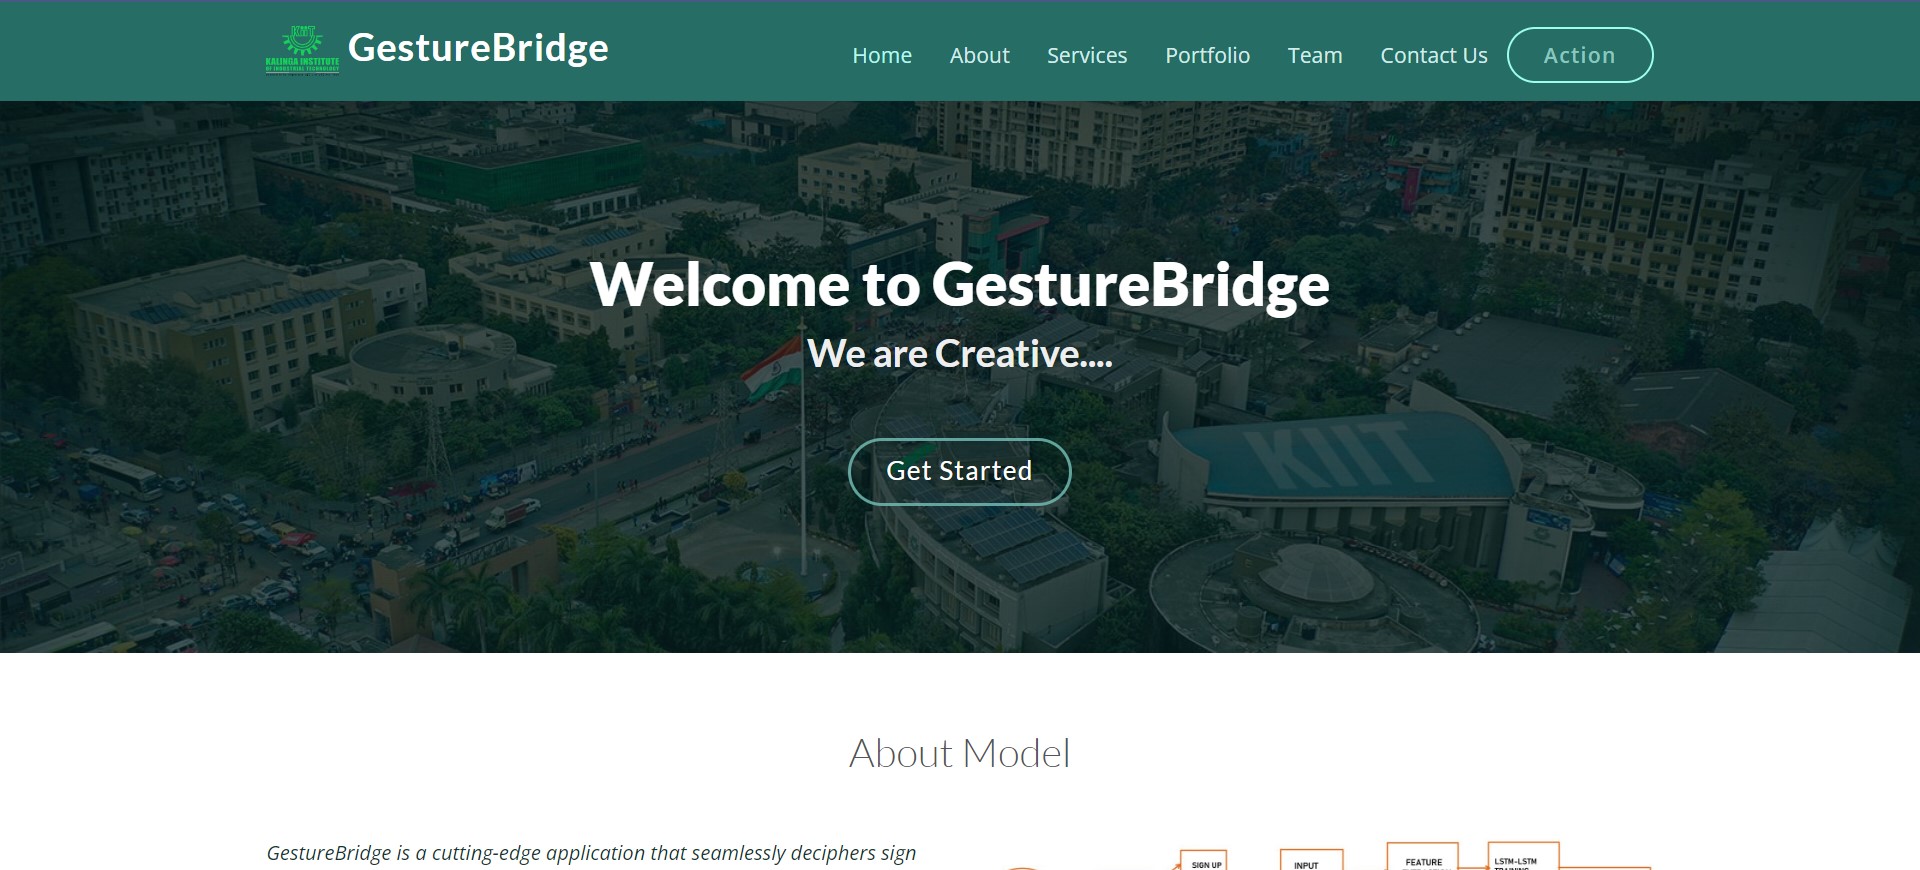 KIIT
KALINGA INSTITUTE
OF INDUSTRIAL TECHNOLOGY
GestureBridge
Home
About
Services
Portfolio
Team
Contact Us
Action
Welcome to GestureBridge
We are Creative....
KIIT
Get Started
About Model
GestureBridge is a cutting-edge application that seamlessly deciphers sign
SIGN UP
INPUT
FEATURE
LSTM-LSTM